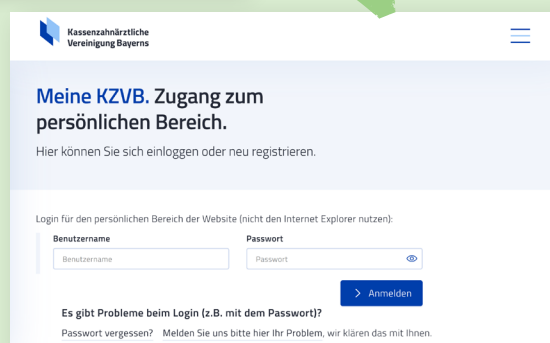 Kassenzahnärztliche
Vereinigung Bayerns
Meine KZVB. Zugang zum
persönlichen Bereich.
Hier können Sie sich einloggen oder neu registrieren.
Login für den persönlichen Bereich der Website (nicht den Internet Explorer nutzen):
Benutzername Passwort
Benutzername Passwort
> Anmelden
Es gibt Probleme beim Login (z.B. mit dem Passwort)?
Passwort vergessen? Melden Sie uns bitte hier Ihr Problem, wir klären das mit Ihnen.